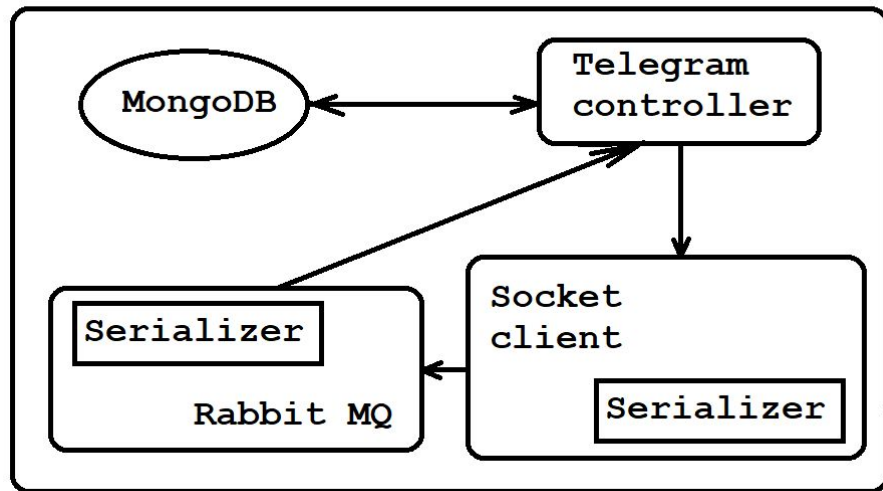 MongoDB
Telegram
controller
Socket
client
Serializer
Serializer
Rabbit MQ